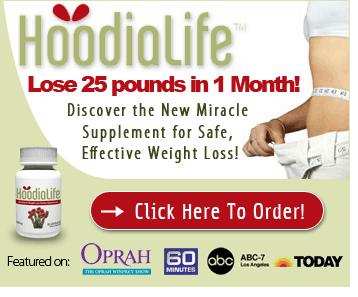 HoodiaLife™
Lose 25 pounds in 1 Month!
Discover the New Miracle
Supplement for Safe,
Effective Weight Loss!
HoodiaLife
Click Here To Order!
Featured on:
OPRAH
THE OPRAH WINFREY SHOW
60
MINUTES
abc
ABC-7
Los Angeles
TODAY